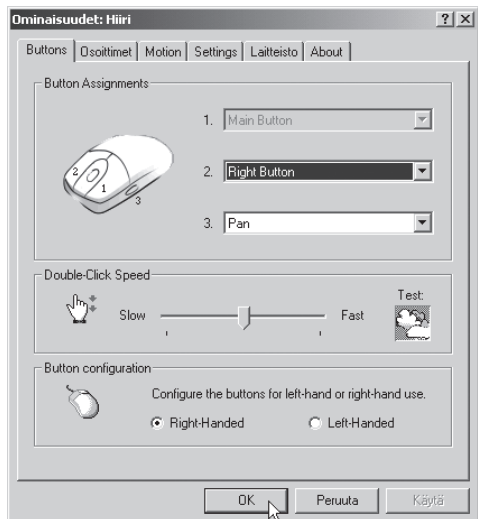 Ominaisuudet: Hiiri
Buttons Osoittimet Motion Settings Laitteisto About
Button Assignments
1. Main Button
2. Right Button
3. Pan
2
1
3
Double-Click Speed
Slow Fast Test:
Button configuration
Configure the buttons for left-hand or right-hand use.
Right-Handed Left-Handed
OK Peruuta Käytä